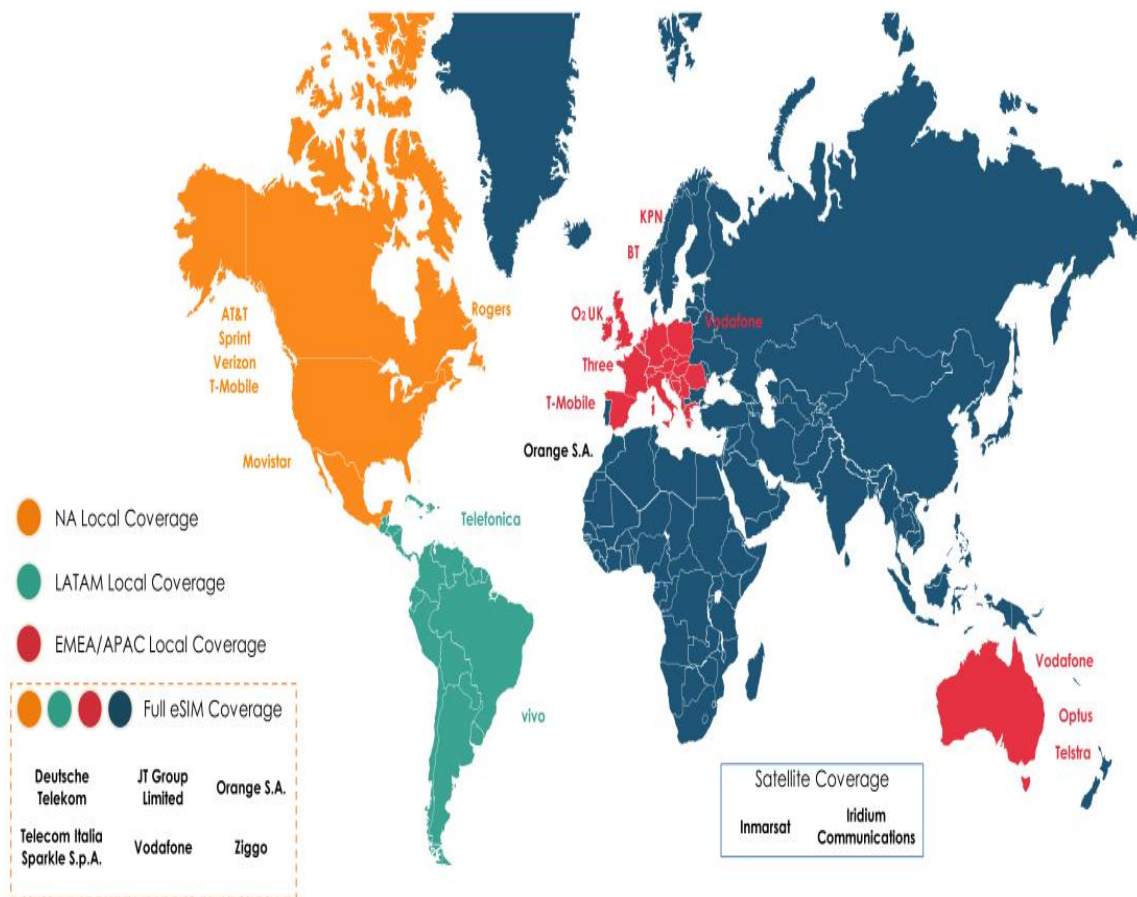 KPN
BT
O₂ UK
Vodafone
Three
T-Mobile
Orange S.A.
Rogers
AT&T
Sprint
Verizon
T-Mobile
Movistar
Telefonica
vivo
Vodafone
Optus
Telstra
NA Local Coverage
LATAM Local Coverage
EMEA/APAC Local Coverage
Full eSIM Coverage
Deutsche
Telekom
JT Group
Limited
Orange S.A.
Telecom Italia
Sparkle S.p.A.
Vodafone
Ziggo
Satellite Coverage
Inmarsat
Iridium
Communications